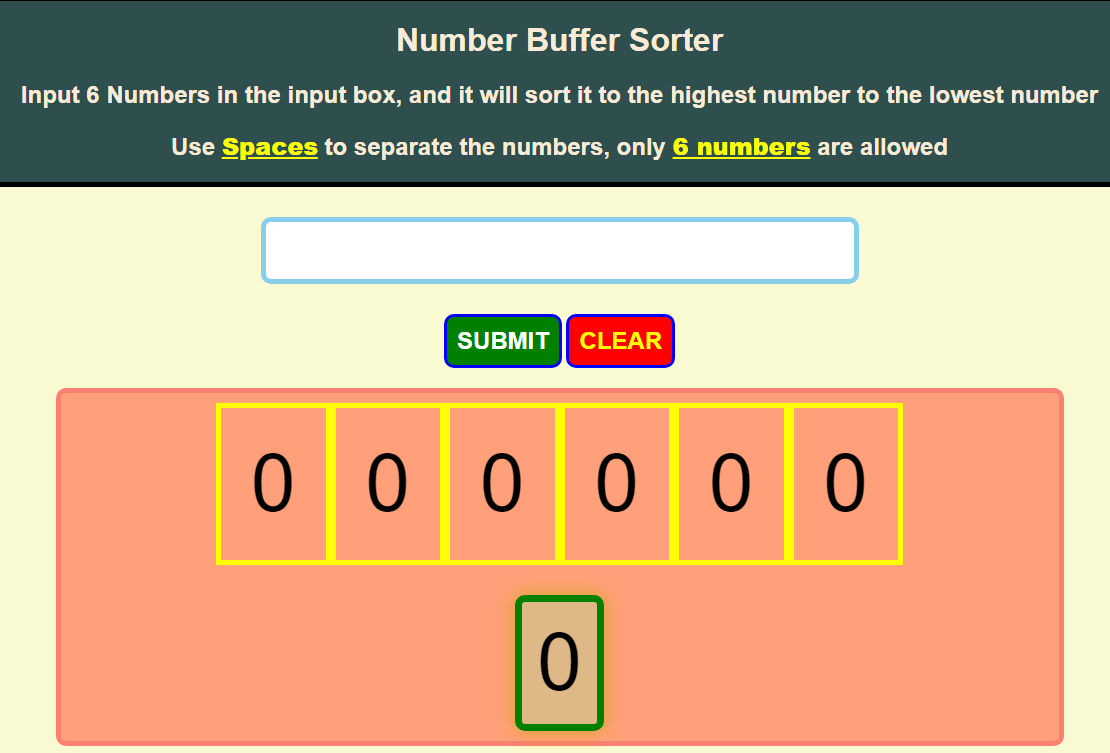 Number Buffer Sorter
Input 6 Numbers in the input box, and it will sort it to the highest number to the lowest number
Use Spaces to separate the numbers, only 6 numbers are allowed
SUBMIT CLEAR
0 0 0 0 0 0
0